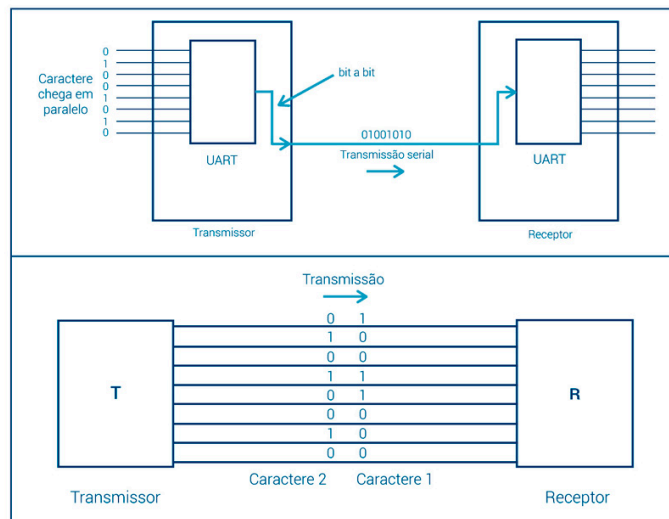 0
1
0
0
1
0
1
0
Caractere
chega em
paralelo
UART
Transmissor
bit a bit
01001010
Transmissão serial
UART
Receptor
Transmissão
0 1
1 0
0 0
1 1
0 1
0 0
1 0
0 0
T
R
Caractere 2 Caractere 1
Transmissor
Receptor